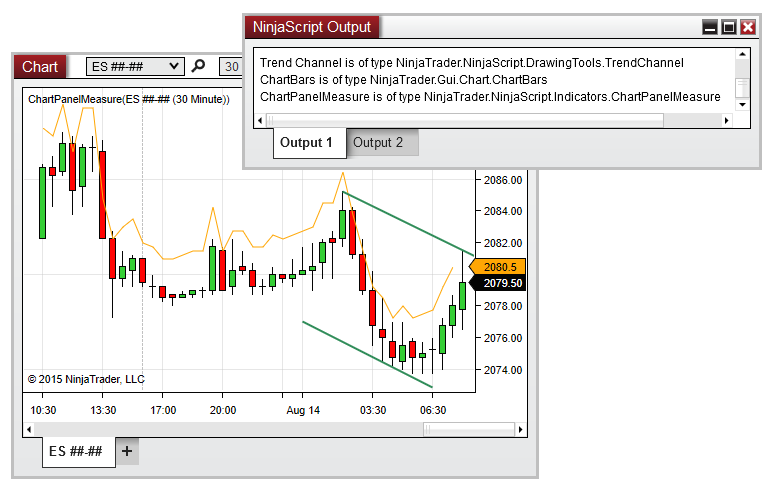 NinjaScript Output
Trend Channel is of type NinjaTrader.NinjaScript.DrawingTools.TrendChannel
ChartBars is of type NinjaTrader.Gui.Chart.ChartBars
ChartPanelMeasure is of type NinjaTrader.NinjaScript.Indicators.ChartPanelMeasure
Output 1 Output 2
Chart ES ##-## 30
ChartPanelMeasure(ES ##-## (30 Minute))
2086.00
2084.00
2082.00
2080.5
2079.50
2078.00
2076.00
2074.00
© 2015 NinjaTrader, LLC
10:30 13:30 17:00 20:00 Aug 14 03:30 06:30
ES ##-## +